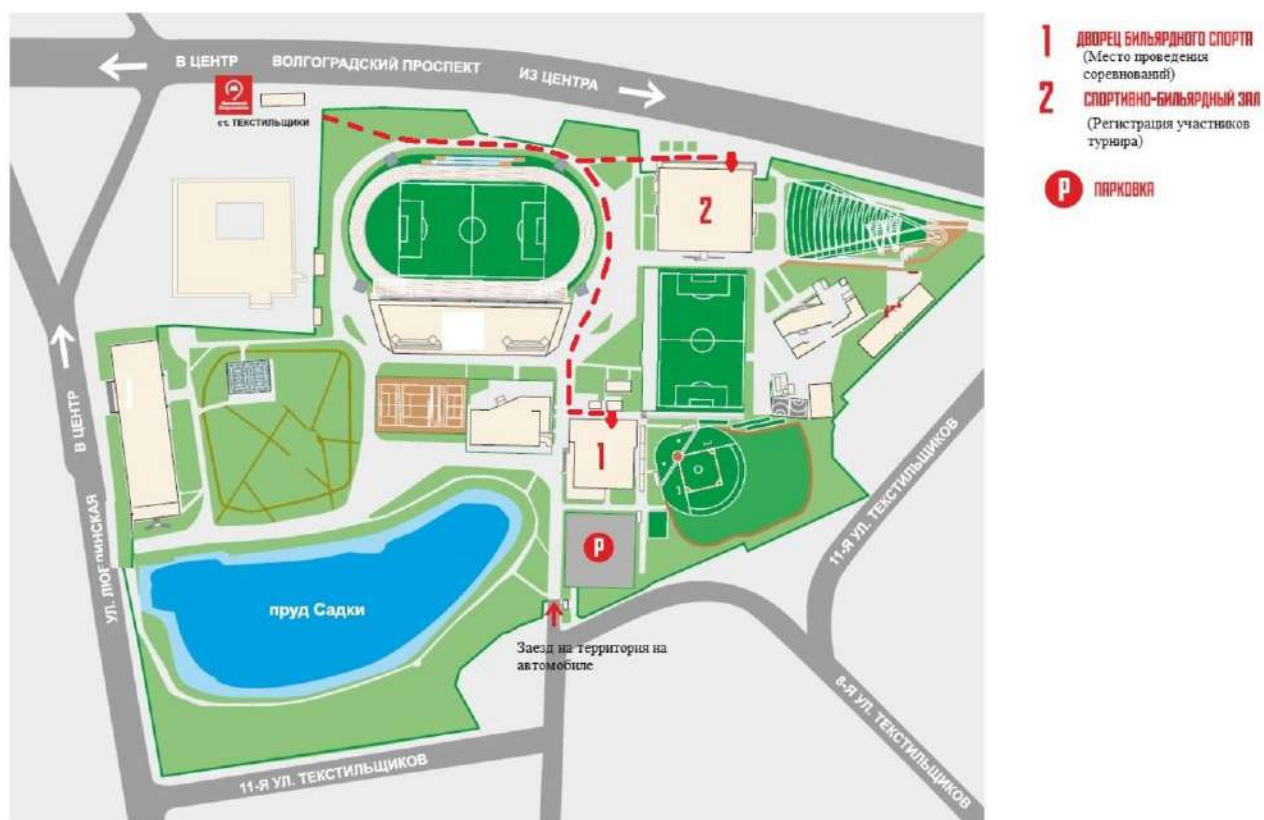 В ЦЕНТР
ВОЛГОГРАДСКИЙ ПРОСПЕКТ
ИЗ ЦЕНТРА
ст. ТЕКСТИЛЬЩИКИ
1
ДВОРЕЦ БИЛЬЯРДНОГО СПОРТА
(Место проведения
соревнований)
2
СПОРТИВНО-БИЛЬЯРДНЫЙ ЗАЛ
(Регистрация участников
турнира)
Р
ПАРКОВКА
2
В ЦЕНТР
1
Р
УЛ. ЛЮБЛИНСКАЯ
11-Я УЛ. ТЕКСТИЛЬЩИКОВ
пруд Садки
Заезд на территория на
автомобиле
8-Я УЛ. ТЕКСТИЛЬЩИКОВ
11-Я УЛ. ТЕКСТИЛЬЩИКОВ